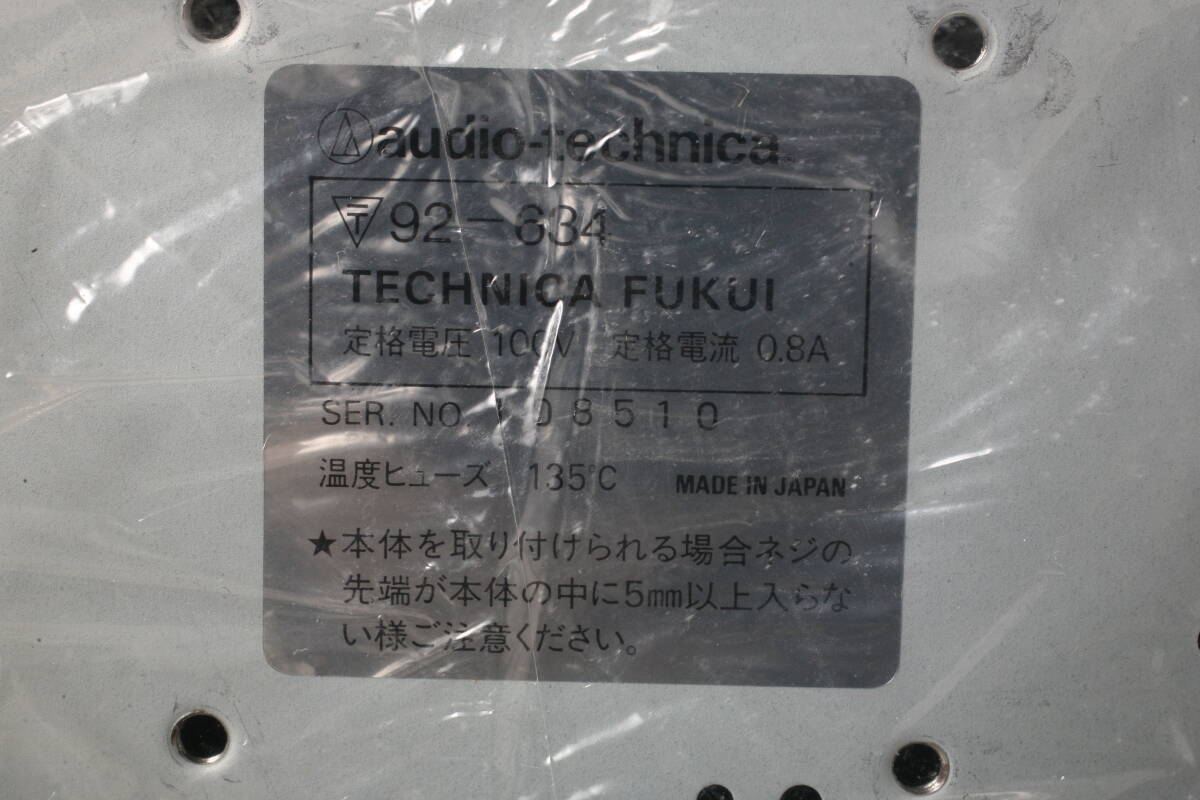 audio-technica
〒92-634
TECHNICA FUKUI
定格電圧 100V 定格電流 0.8A
SER. NO. 08510
温度ヒューズ 135℃ MADE IN JAPAN
★本体を取り付けられる場合ネジの
先端が本体の中に5mm以上入らな
い様ご注意ください。